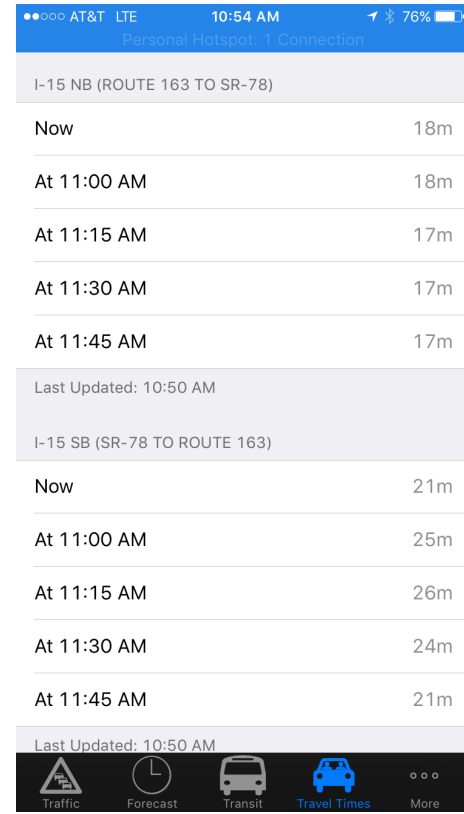 AT&T LTE 10:54 AM 76%
Personal Hotspot: 1 Connection
I-15 NB (ROUTE 163 TO SR-78)
Now 18m
At 11:00 AM 18m
At 11:15 AM 17m
At 11:30 AM 17m
At 11:45 AM 17m
Last Updated: 10:50 AM
I-15 SB (SR-78 TO ROUTE 163)
Now 21m
At 11:00 AM 25m
At 11:15 AM 26m
At 11:30 AM 24m
At 11:45 AM 21m
Last Updated: 10:50 AM
Traffic Forecast Transit Travel Times More